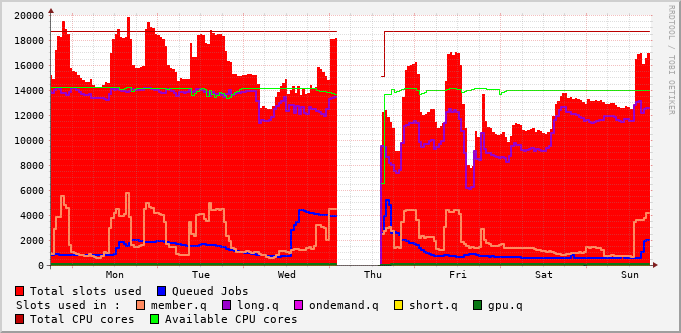 RRDTOOL / TOBI OETIKER
20000
18000
16000
14000
12000
10000
8000
6000
4000
2000
0
Mon Tue Wed Thu Fri Sat Sun
Total slots used Queued Jobs
Slots used in : member.q long.q ondemand.q short.q gpu.q
Total CPU cores Available CPU cores